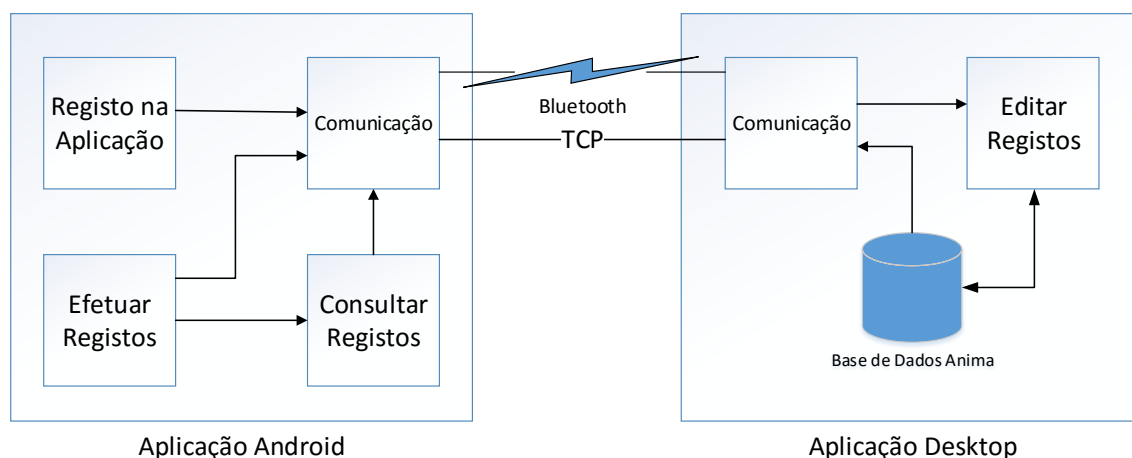 Registo na
Aplicação
Comunicação
Efetuar
Registos
Consultar
Registos
Bluetooth
TCP
Comunicação
Editar
Registos
Base de Dados Anima
Aplicação Android
Aplicação Desktop